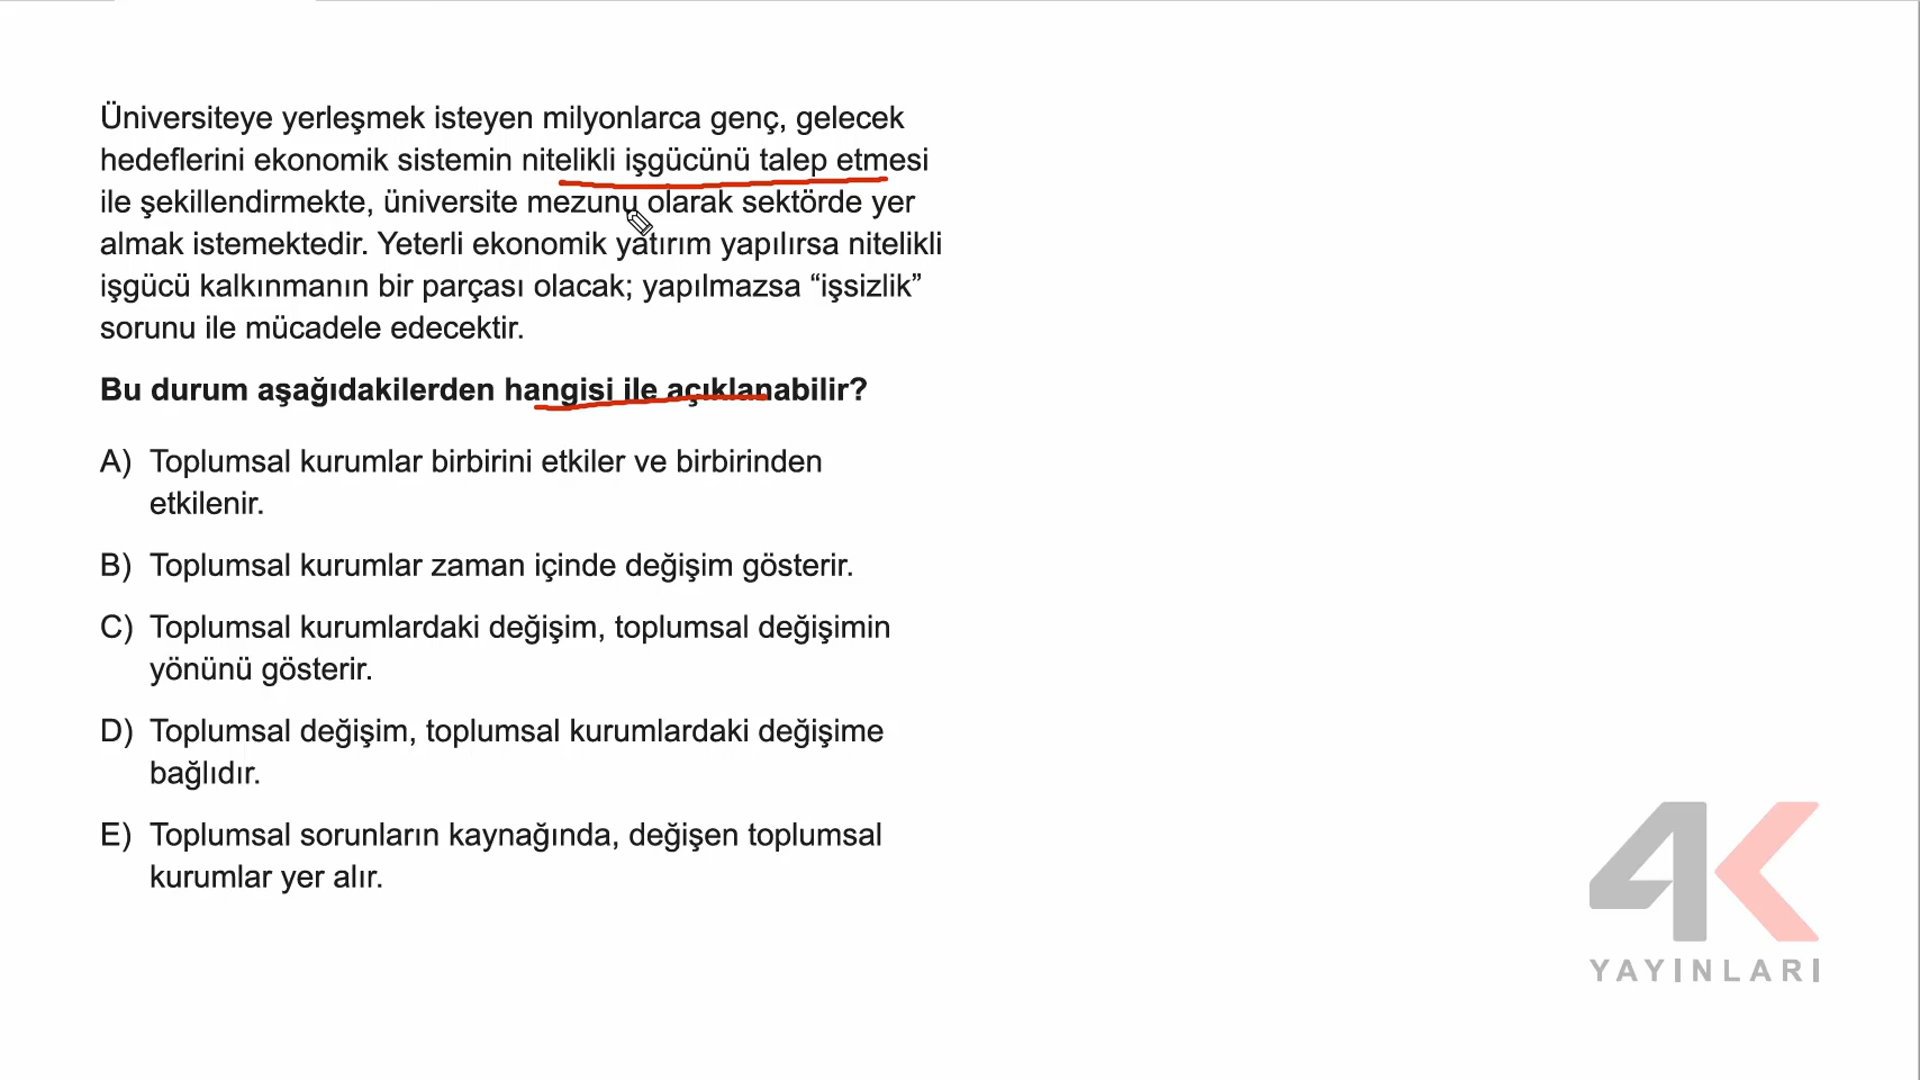 Üniversiteye yerleşmek isteyen milyonlarca genç, gelecek
hedeflerini ekonomik sistemin nitelikli işgücünü talep etmesi
ile şekillendirmekte, üniversite mezunu olarak sektörde yer
almak istemektedir. Yeterli ekonomik yatırım yapılırsa nitelikli
işgücü kalkınmanın bir parçası olacak; yapılmazsa “işsizlik”
sorunu ile mücadele edecektir.
Bu durum aşağıdakilerden hangisi ile açıklanabilir?
A) Toplumsal kurumlar birbirini etkiler ve birbirinden
etkilenir.
B) Toplumsal kurumlar zaman içinde değişim gösterir.
C) Toplumsal kurumlardaki değişim, toplumsal değişimin
yönünü gösterir.
D) Toplumsal değişim, toplumsal kurumlardaki değişime
bağlıdır.
E) Toplumsal sorunların kaynağında, değişen toplumsal
kurumlar yer alır.
4K
YAYINLARI